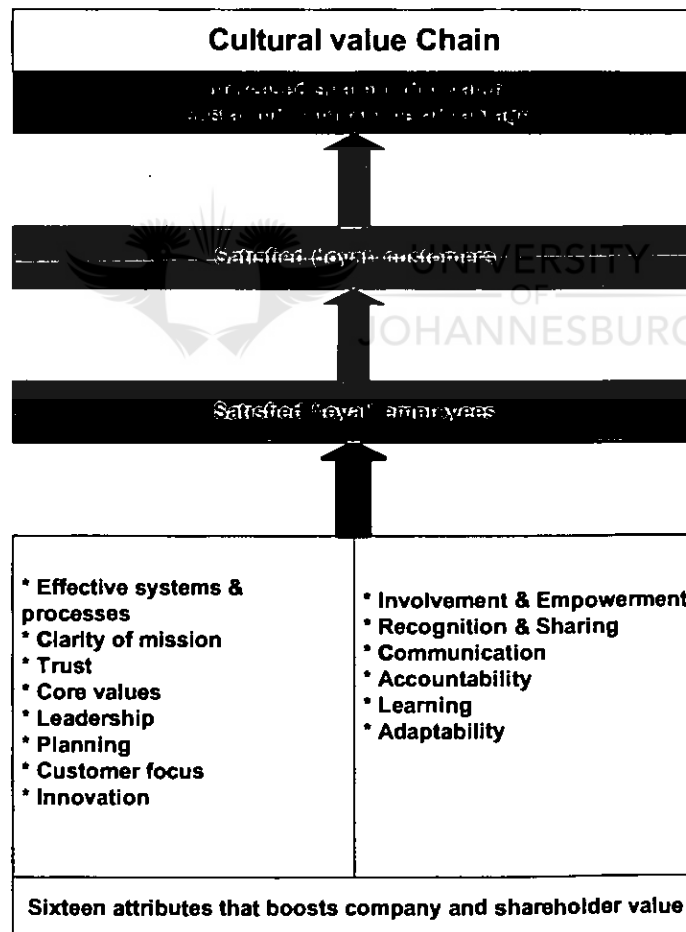 Cultural value Chain
Satisfied customers
UNIVERSITY
OF
JOHANNESBURG
Satisfied employees
* Effective systems &
processes
* Clarity of mission
* Trust
* Core values
* Leadership
* Planning
* Customer focus
* Innovation
* Involvement & Empowerment
* Recognition & Sharing
* Communication
* Accountability
* Learning
* Adaptability
Sixteen attributes that boosts company and shareholder value